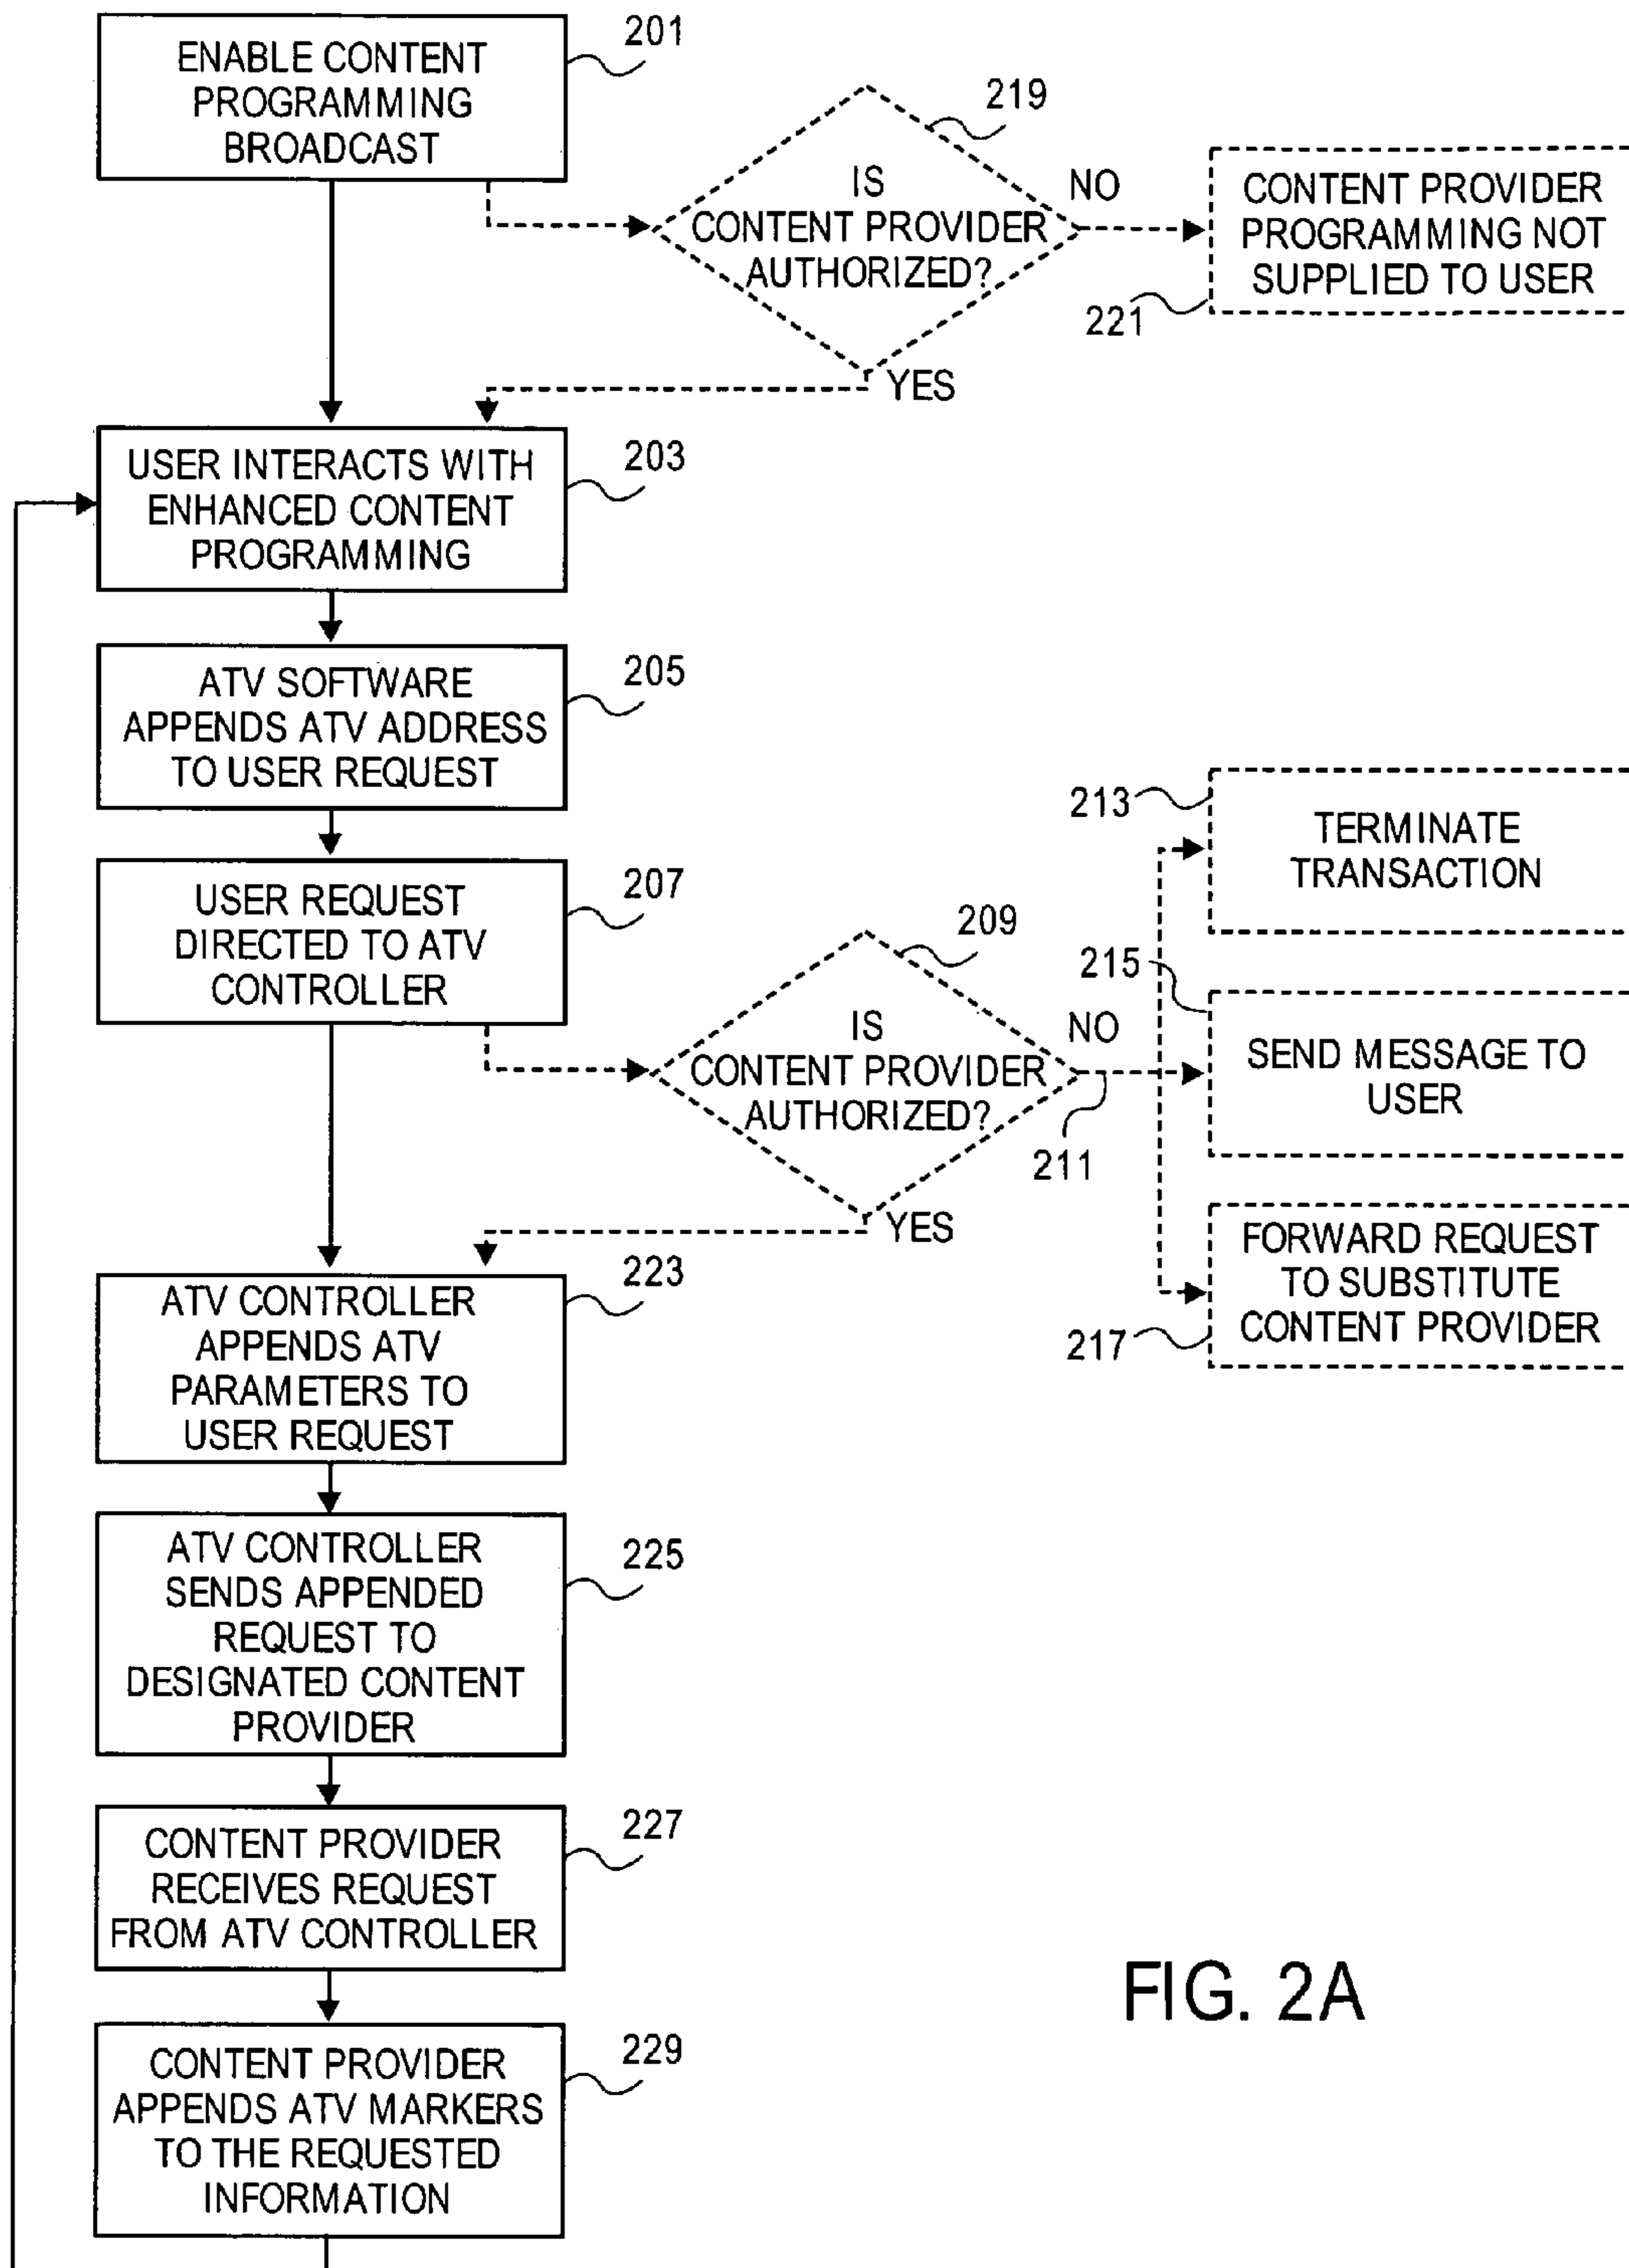 201
ENABLE CONTENT
PROGRAMMING
BROADCAST
219
IS
CONTENT PROVIDER
AUTHORIZED?
NO
CONTENT PROVIDER
PROGRAMMING NOT
SUPPLIED TO USER
221
YES
203
USER INTERACTS WITH
ENHANCED CONTENT
PROGRAMMING
205
ATV SOFTWARE
APPENDS ATV ADDRESS
TO USER REQUEST
207
USER REQUEST
DIRECTED TO ATV
CONTROLLER
209
IS
CONTENT PROVIDER
AUTHORIZED?
NO
211
YES
213
TERMINATE
TRANSACTION
215
SEND MESSAGE TO
USER
FORWARD REQUEST
TO SUBSTITUTE
CONTENT PROVIDER
217
223
ATV CONTROLLER
APPENDS ATV
PARAMETERS TO
USER REQUEST
225
ATV CONTROLLER
SENDS APPENDED
REQUEST TO
DESIGNATED CONTENT
PROVIDER
227
CONTENT PROVIDER
RECEIVES REQUEST
FROM ATV CONTROLLER
229
CONTENT PROVIDER
APPENDS ATV MARKERS
TO THE REQUESTED
INFORMATION
FIG. 2A